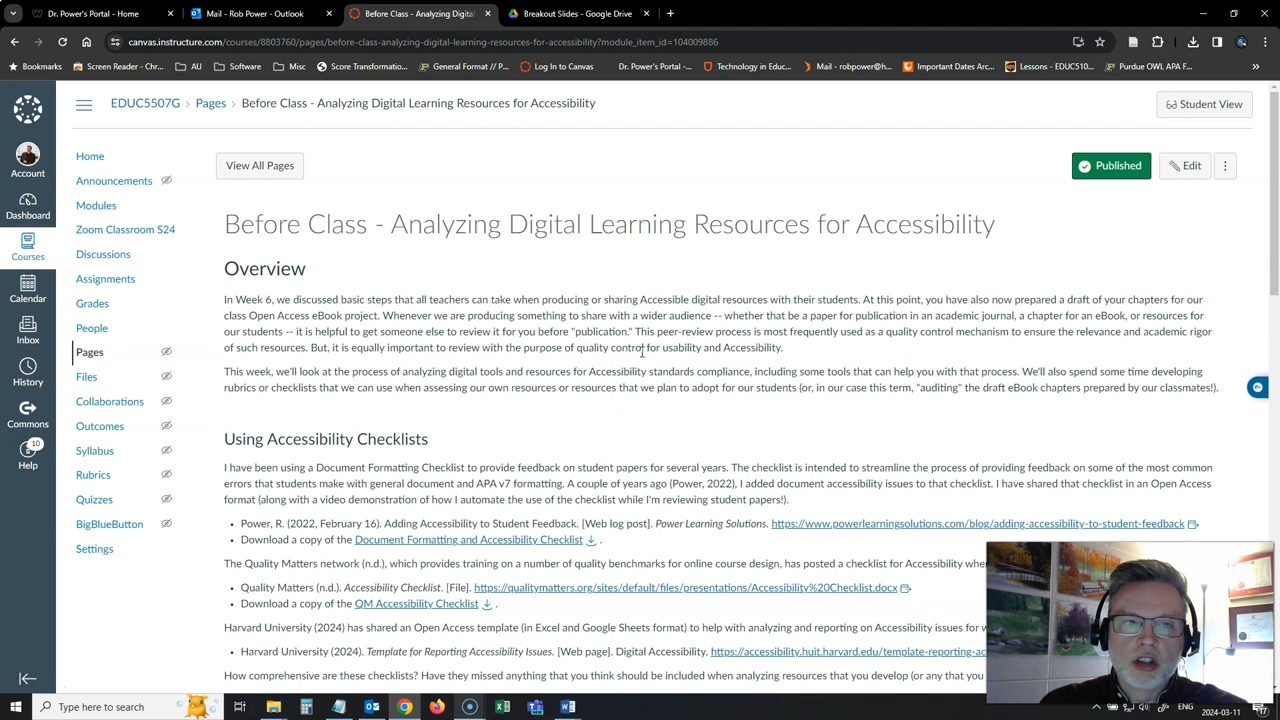 Dr. Power's Portal - Home
Mail - Rob Power - Outlook
Before Class - Analyzing Digital
Breakout Slides - Google Drive
canvas.instructure.com/courses/8803760/pages/before-class-analyzing-digital-learning-resources-for-accessibility?module_item_id=104009886
Bookmarks
Screen Reader - Chr...
AU
Software
Misc
Score Transformatio...
General Form // P...
Log In to Canvas
Dr. Power's Portal -...
Technology in Educ...
Mail — robpower@h...
Important Dates Arc...
Lessons - EDUC510...
Purdue OWL APA F...
EDUC5507G › Pages › Before Class - Analyzing Digital Learning Resources for Accessibility
Student View
Account
Dashboard
Courses
Calendar
Inbox
History
Commons
10
Help
Home
Announcements
Modules
Zoom Classroom S24
Discussions
Assignments
Grades
People
Pages
Files
Collaborations
Outcomes
Syllabus
Rubrics
Quizzes
BigBlueButton
Settings
View All Pages
Published
Edit
Before Class - Analyzing Digital Learning Resources for Accessibility
Overview
In Week 6, we discussed basic steps that all teachers can take when producing or sharing Accessible digital resources with their students. At this point, you have also now prepared a draft of your chapters for our
class Open Access eBook project. Whenever we are producing something to share with a wider audience -- whether that be a paper for publication in an academic journal, a chapter for an eBook, or resources for
our students -- it is helpful to get someone else to review it for you before "publication." This peer-review process is most frequently used as a quality control mechanism to ensure the relevance and academic rigor
of such resources. But, it is equally important to review with the purpose of quality control for usability and Accessibility.
This week, we'll look at the process of analyzing digital tools and resources for Accessibility standards compliance, including some tools that can help you with that process. We'll also spend some time developing
rubrics or checklists that we can use when assessing our own resources or resources that we plan to adopt for our students (or, in our case this term, "auditing" the draft eBook chapters prepared by our classmates!).
Using Accessibility Checklists
I have been using a Document Formatting Checklist to provide feedback on student papers for several years. The checklist is intended to streamline the process of providing feedback on some of the most common
errors that students make with general document and APA v7 formatting. A couple of years ago (Power, 2022), I added document accessibility issues to that checklist. I have shared that checklist in an Open Access
format (along with a video demonstration of how I automate the use of the checklist while I'm reviewing student papers!).
• Power, R. (2022, February 16). Adding Accessibility to Student Feedback. [Web log post]. Power Learning Solutions. https://www.powerlearningsolutions.com/blog/adding-accessibility-to-student-feedback
• Download a copy of the Document Formatting and Accessibility Checklist .
The Quality Matters network (n.d.), which provides training on a number of quality benchmarks for online course design, has posted a checklist for Accessibility whe
• Quality Matters (n.d.). Accessibility Checklist. [File]. https://qualitymatters.org/sites/default/files/presentations/Accessibility%20Checklist.docx
• Download a copy of the QM Accessibility Checklist .
Harvard University (2024) has shared an Open Access template (in Excel and Google Sheets format) to help with analyzing and reporting on Accessibility issues for w
• Harvard University (2024). Template for Reporting Accessibility Issues. [Web page]. Digital Accessibility. https://accessibility.huit.harvard.edu/template-reporting-ac
How comprehensive are these checklists? Have they missed anything that you think should be included when analyzing resources that you develop (or any that you
Type here to search
ENG
2024-03-11
17